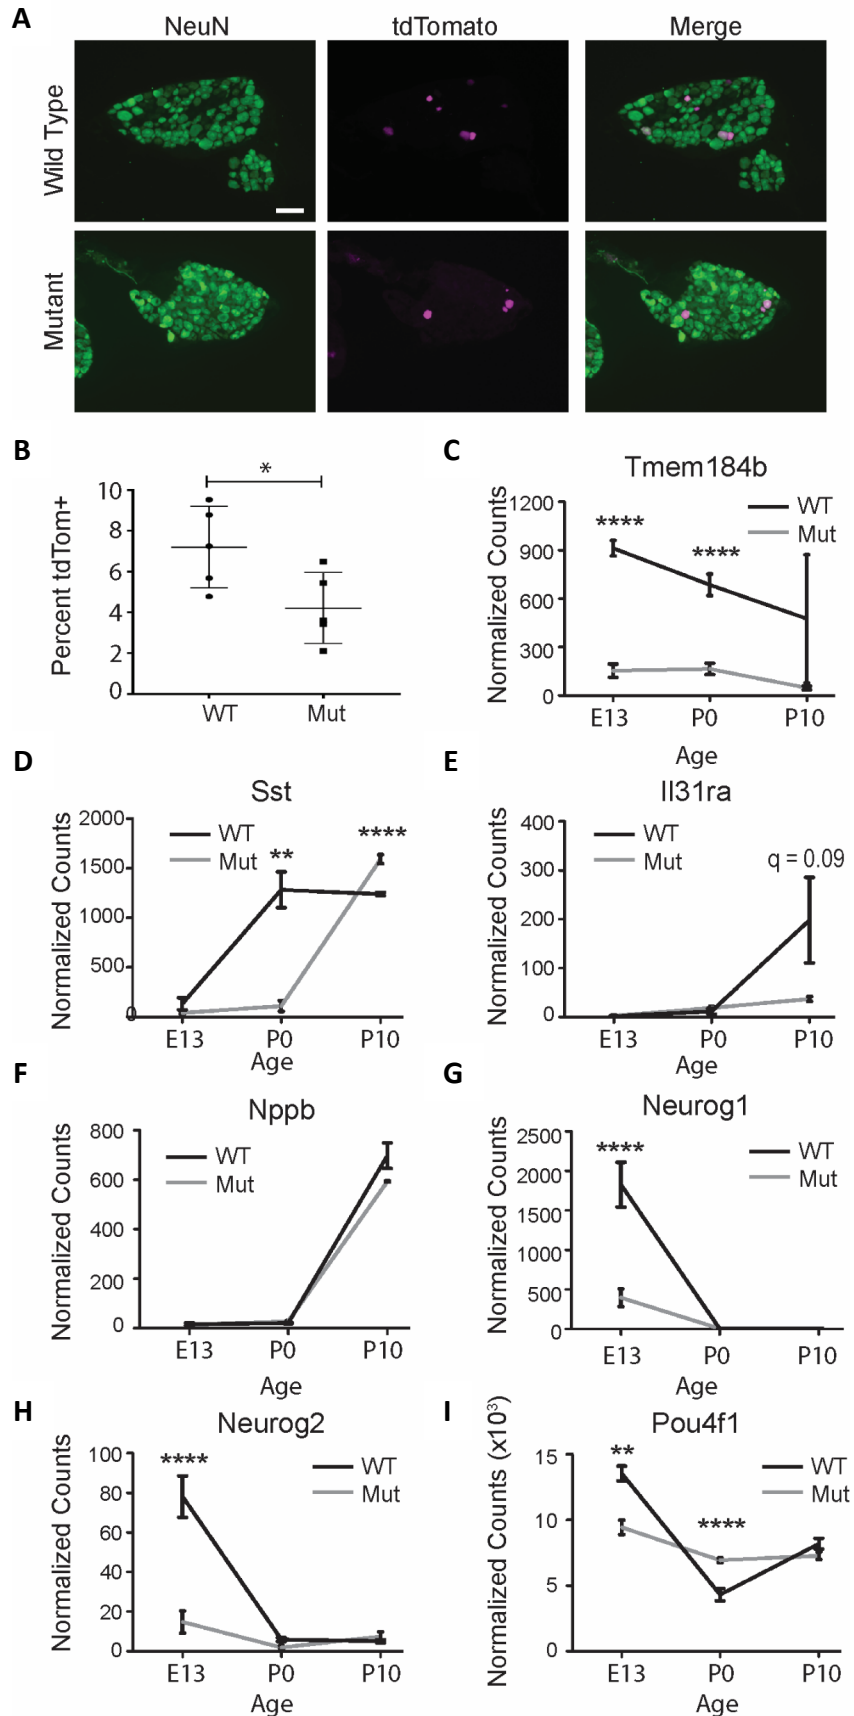 A
NeuN
tdTomato
Merge
Wild Type
Mutant
B
*
Percent tdTom+
10
8
6
4
2
0
WT
Mut
C
Tmem184b
Normalized Counts
1200
900
600
300
0
****
****
WT
Mut
E13
P0
P10
Age
D
Sst
Normalized Counts
2000
1500
1000
500
0
WT
Mut
**
****
E13
P0
P10
Age
E
Il31ra
Normalized Counts
400
300
200
100
0
WT
Mut
q = 0.09
E13
P0
P10
Age
F
Nppb
Normalized Counts
800
600
400
200
0
WT
Mut
E13
P0
P10
Age
G
Neurog1
Normalized Counts
2500
2000
1500
1000
500
0
****
WT
Mut
E13
P0
P10
Age
H
Neurog2
Normalized Counts
100
80
60
40
20
0
****
WT
Mut
E13
P0
P10
Age
I
Pou4f1
Normalized Counts (x10³)
15
10
5
0
**
****
WT
Mut
E13
P0
P10
Age